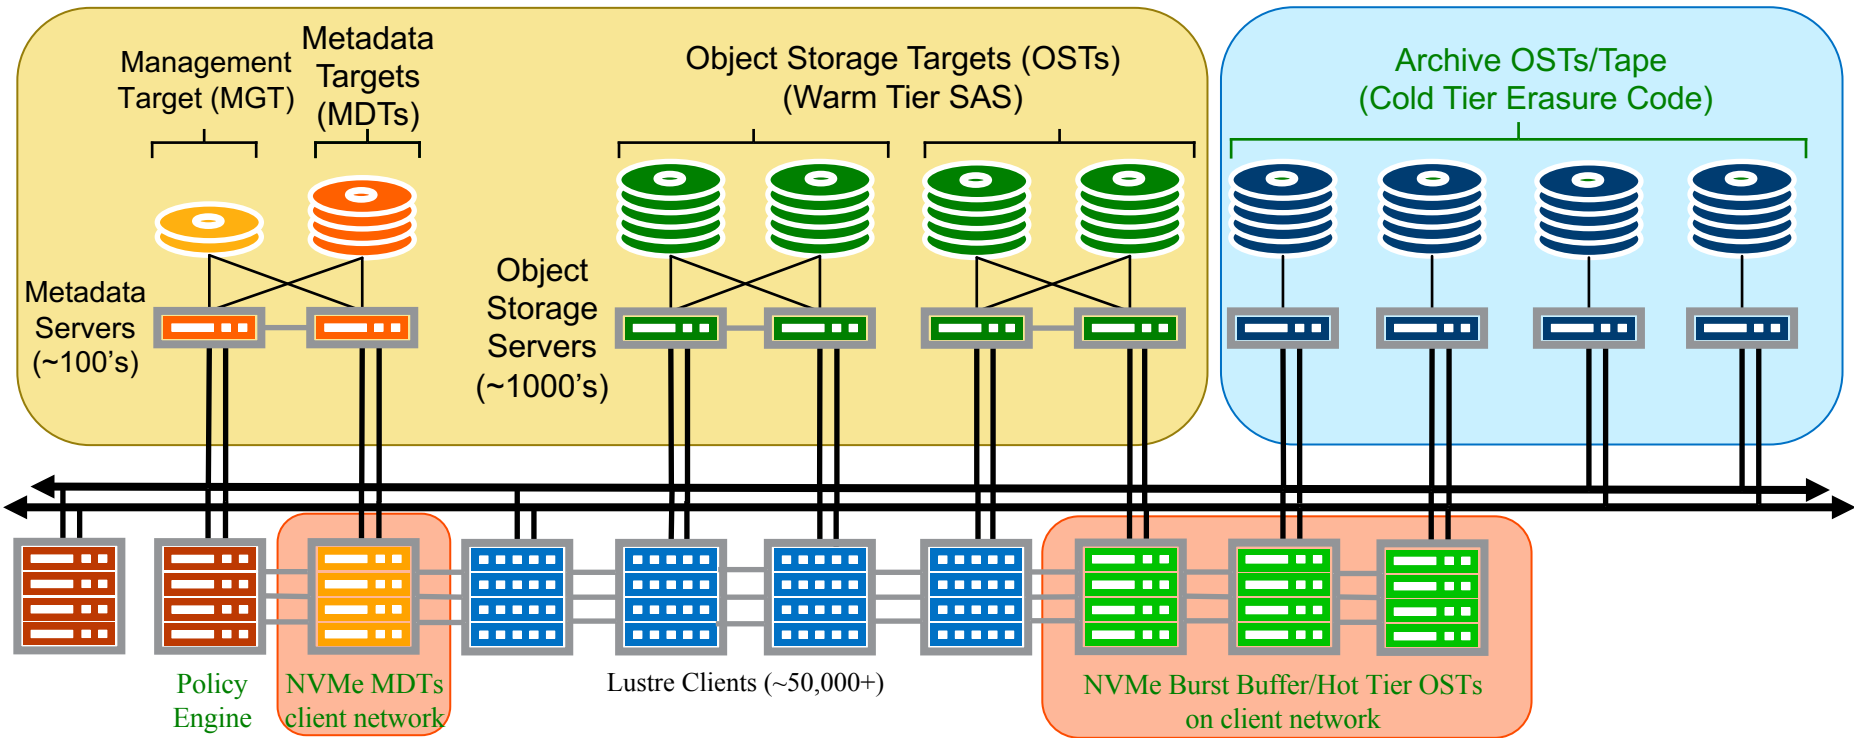 Management
Target (MGT)
Metadata
Targets
(MDTs)
Object Storage Targets (OSTs)
(Warm Tier SAS)
Archive OSTs/Tape
(Cold Tier Erasure Code)
Metadata
Servers
(~100's)
Object
Storage
Servers
(~1000's)
Policy
Engine
NVMe MDTs
client network
Lustre Clients (~50,000+)
NVMe Burst Buffer/Hot Tier OSTs
on client network